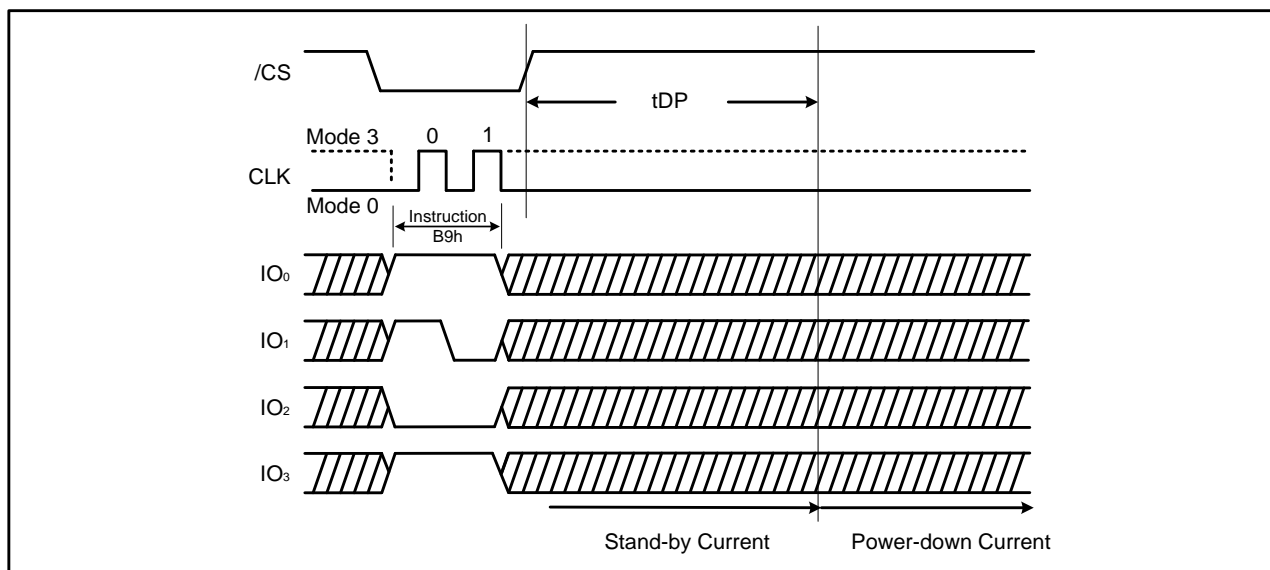 /CS
tDP
Mode 3 0 1
CLK
Mode 0
Instruction
B9h
IO₀
IO₁
IO₂
IO₃
Stand-by Current Power-down Current